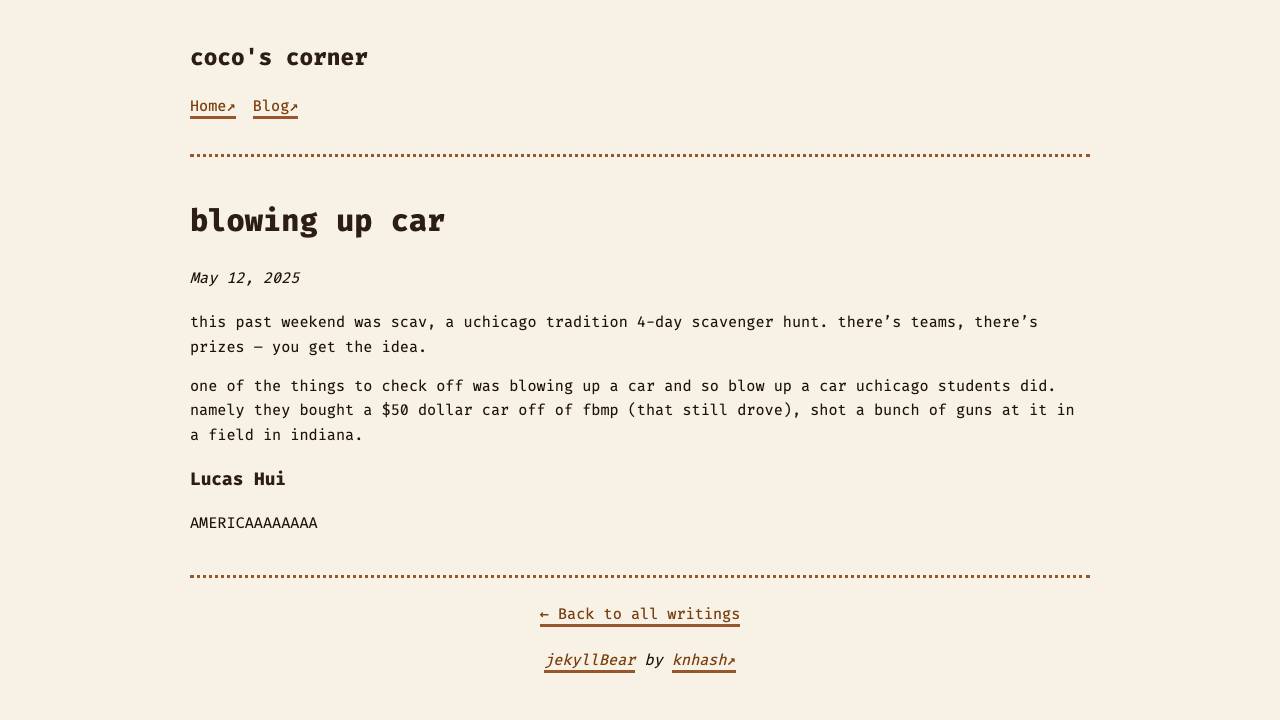 coco's corner
Home↗ Blog↗
blowing up car
May 12, 2025
this past weekend was scav, a uchicago tradition 4-day scavenger hunt. there’s teams, there’s
prizes – you get the idea.
one of the things to check off was blowing up a car and so blow up a car uchicago students did.
namely they bought a $50 dollar car off of fbmp (that still drove), shot a bunch of guns at it in
a field in indiana.
Lucas Hui
AMERICAAAAAAAA
← Back to all writings
jekyllBear by knhash↗